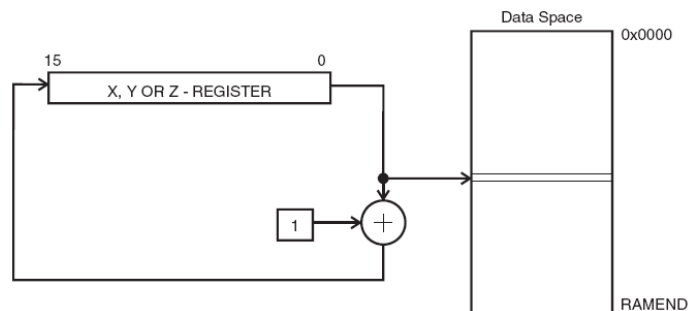 Data Space
0x0000
15 0
X, Y OR Z - REGISTER
1
+
RAMEND